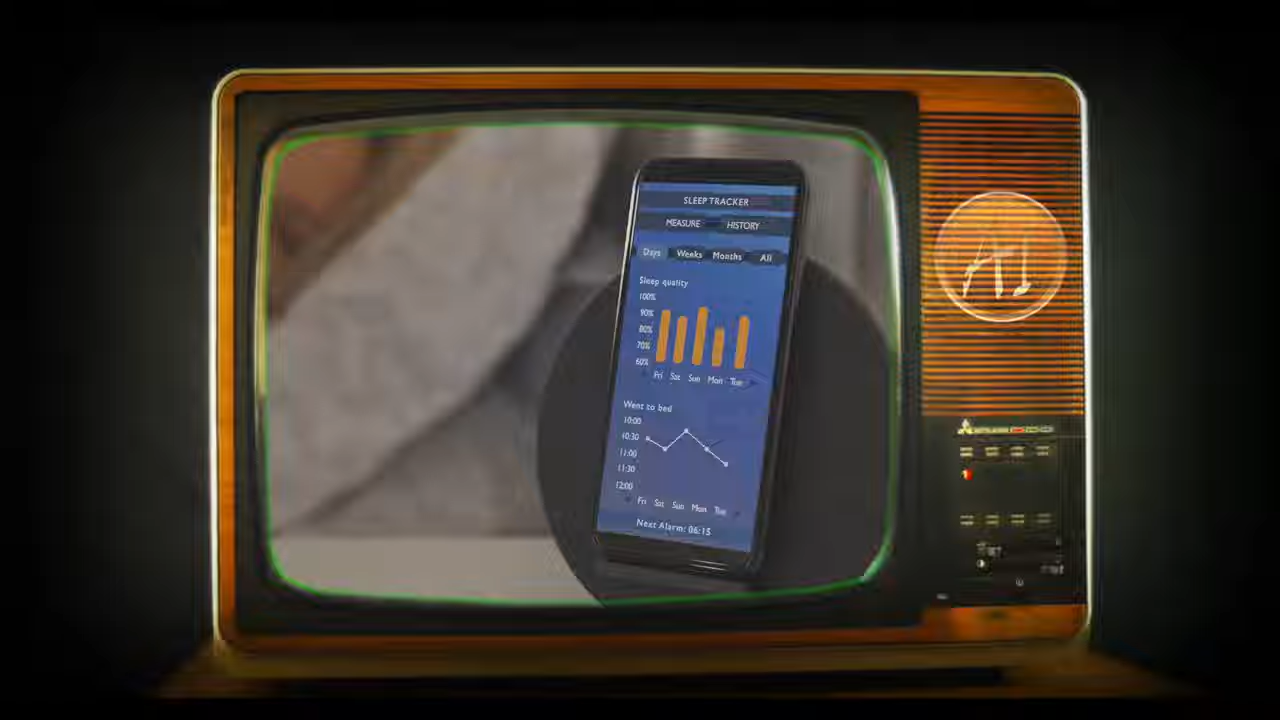 SLEEP TRACKER
MEASURE HISTORY
Days Weeks Months All
Sleep quality
100%
90%
80%
70%
60%
Fri Sat Sun Mon Tue
Went to bed
10:00
10:30
11:00
11:30
12:00
Fri Sat Sun Mon Tue
Next Alarm: 06:15